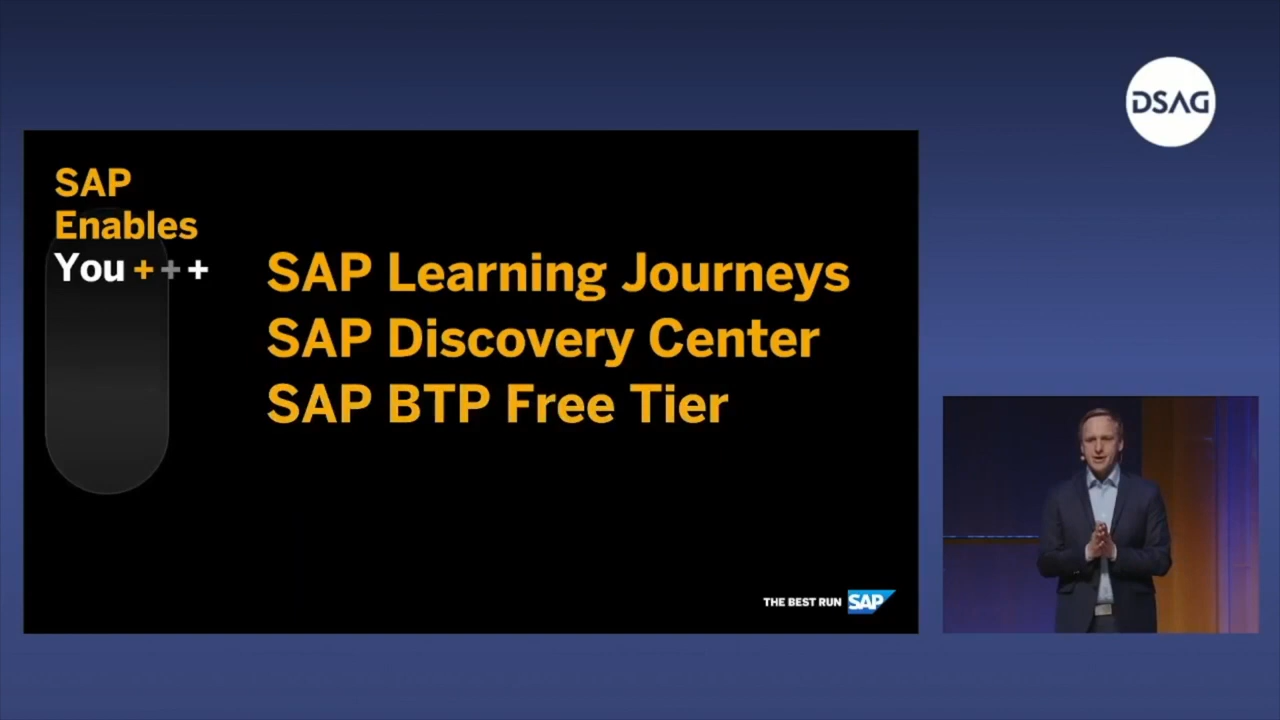 DSAG
SAP
Enables
You + + +
SAP Learning Journeys
SAP Discovery Center
SAP BTP Free Tier
THE BEST RUN SAP